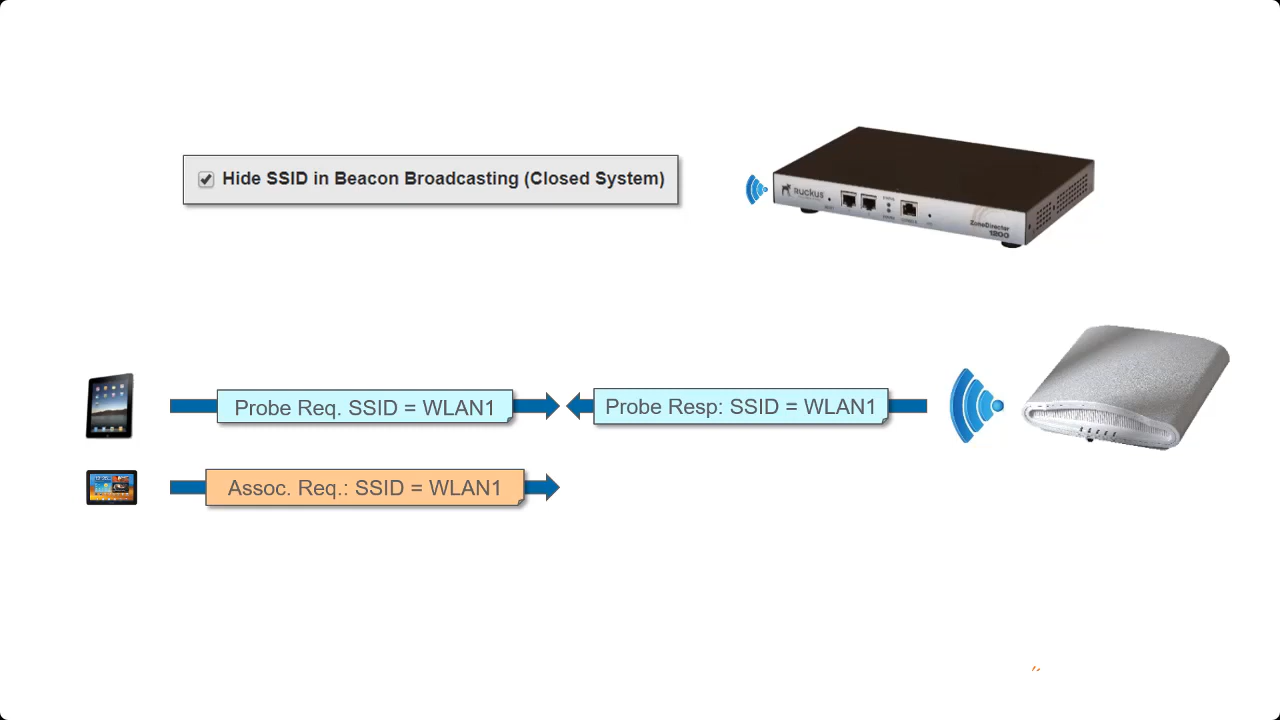 Hide SSID in Beacon Broadcasting (Closed System)
Ruckus
ZoneDirector
1200
Probe Req. SSID = WLAN1
Probe Resp: SSID = WLAN1
Assoc. Req.: SSID = WLAN1